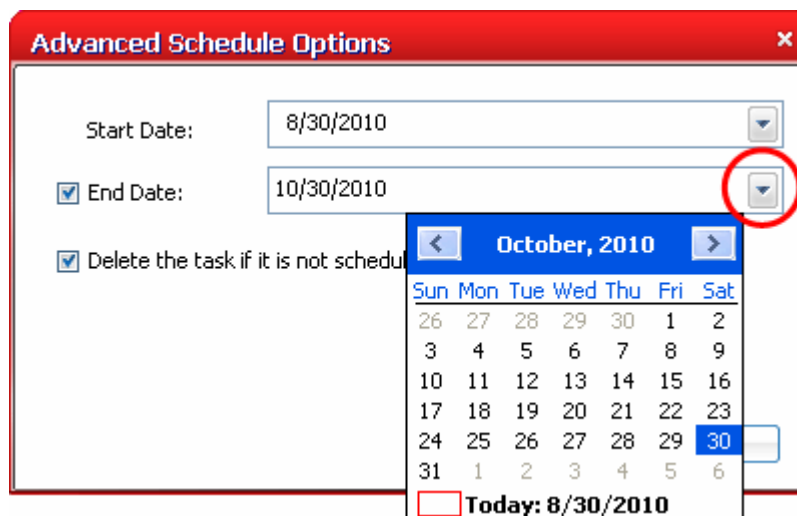 Advanced Schedule Options
Start Date: 8/30/2010
End Date: 10/30/2010
Delete the task if it is not schedul
October, 2010
Sun Mon Tue Wed Thu Fri Sat
26 27 28 29 30 1 2
3 4 5 6 7 8 9
10 11 12 13 14 15 16
17 18 19 20 21 22 23
24 25 26 27 28 29 30
31 1 2 3 4 5 6
Today: 8/30/2010